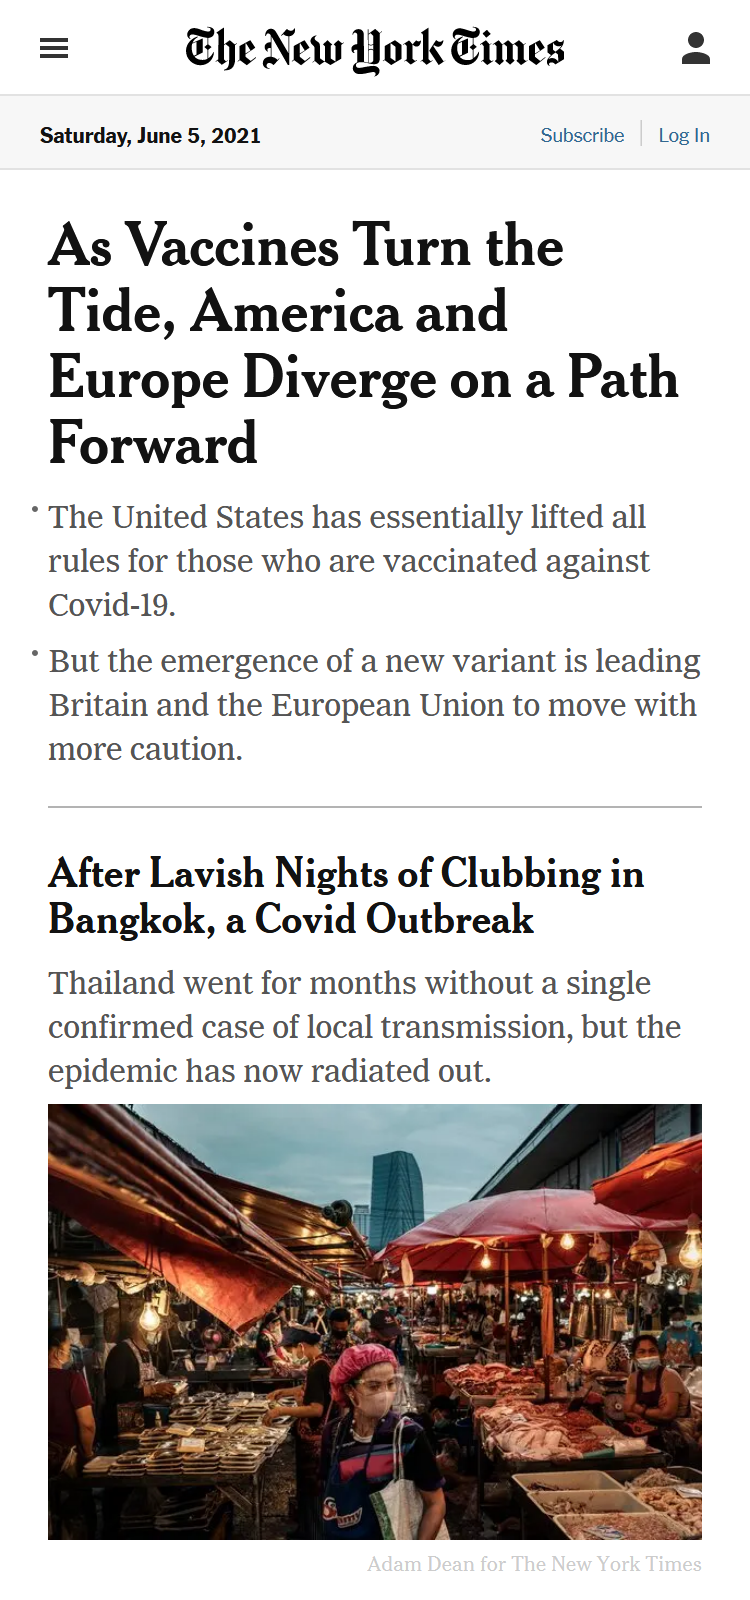 The New York Times
Saturday, June 5, 2021
Subscribe
Log In
As Vaccines Turn the
Tide, America and
Europe Diverge on a Path
Forward
• The United States has essentially lifted all
rules for those who are vaccinated against
Covid-19.
• But the emergence of a new variant is leading
Britain and the European Union to move with
more caution.
After Lavish Nights of Clubbing in
Bangkok, a Covid Outbreak
Thailand went for months without a single
confirmed case of local transmission, but the
epidemic has now radiated out.
Adam Dean for The New York Times